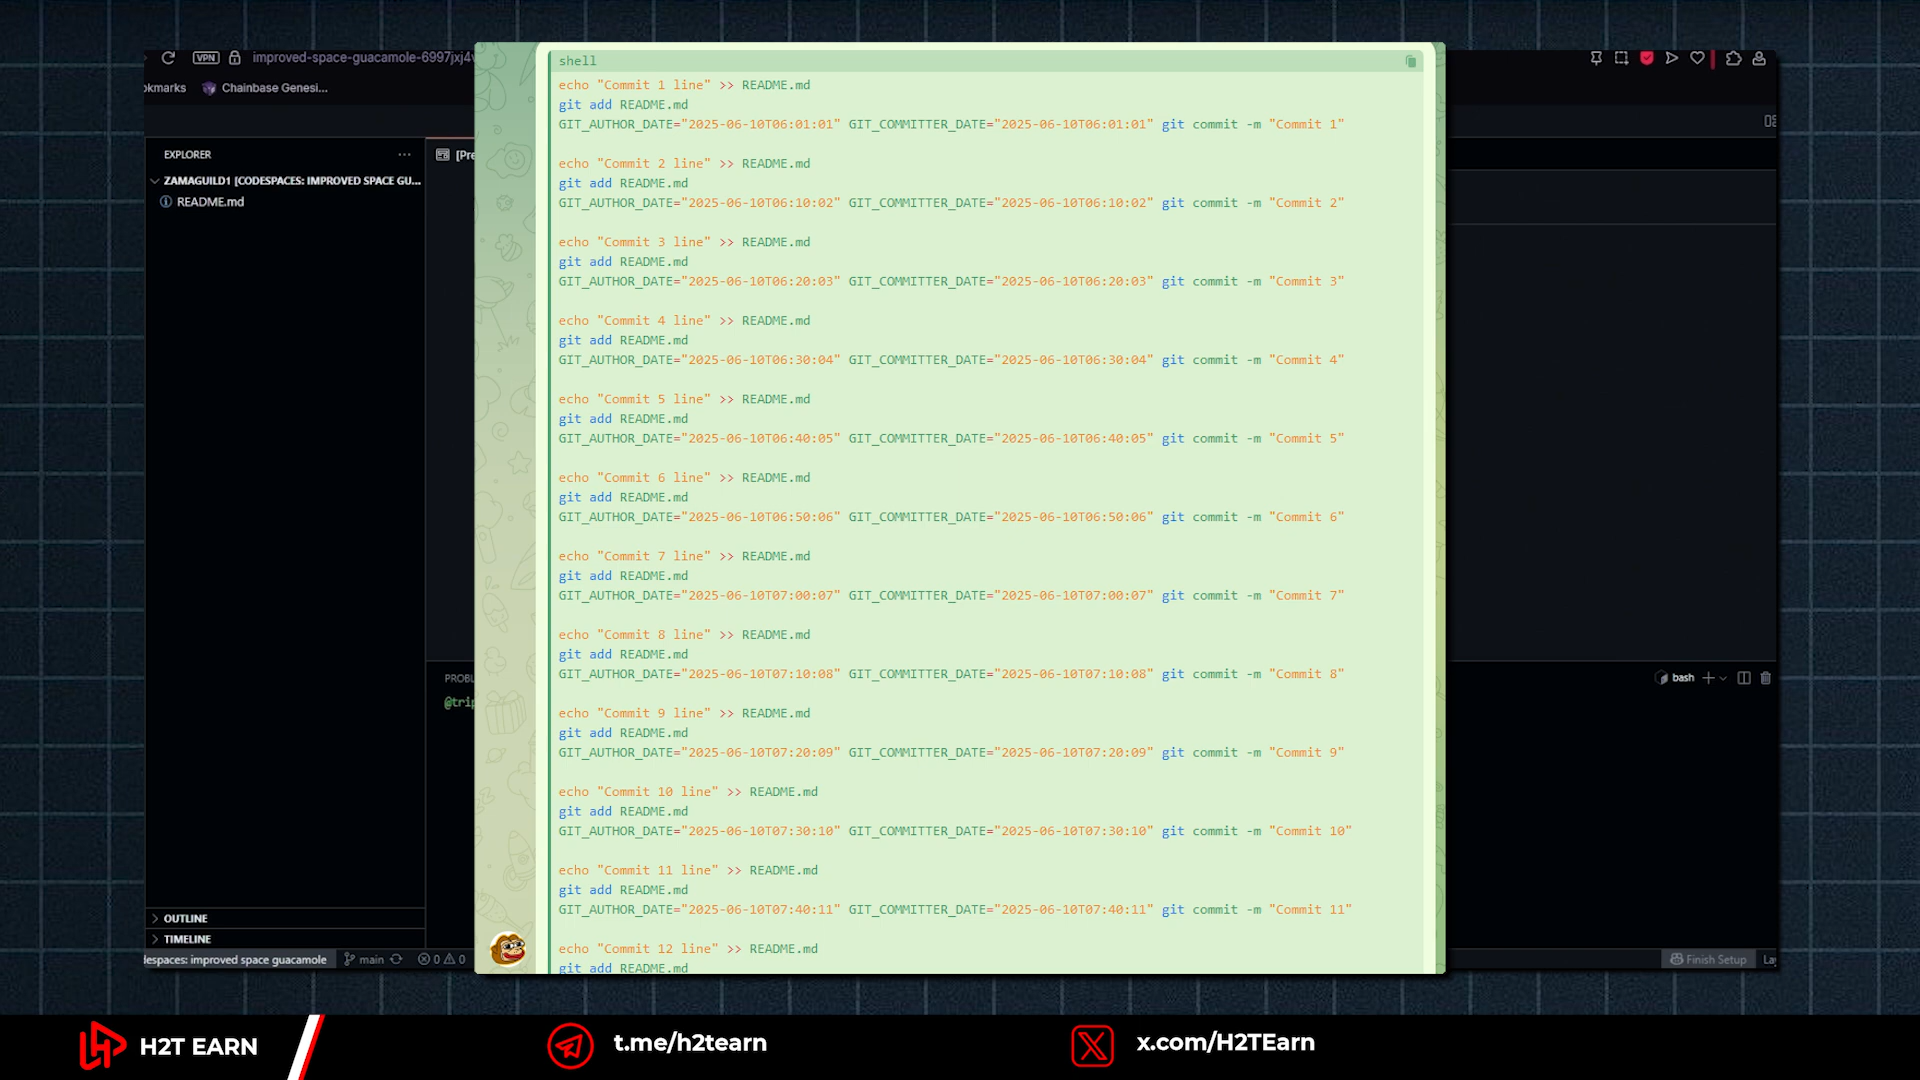 VPN improved-space-guacamole-6997jxj4
okmarks Chainbase Genesi...
EXPLORER
[Pre
ZAMAGUILD1 [CODESPACES: IMPROVED SPACE GU...
README.md
shell
echo "Commit 1 line" >> README.md
git add README.md
GIT_AUTHOR_DATE="2025-06-10T06:01:01" GIT_COMMITTER_DATE="2025-06-10T06:01:01" git commit -m "Commit 1"
echo "Commit 2 line" >> README.md
git add README.md
GIT_AUTHOR_DATE="2025-06-10T06:10:02" GIT_COMMITTER_DATE="2025-06-10T06:10:02" git commit -m "Commit 2"
echo "Commit 3 line" >> README.md
git add README.md
GIT_AUTHOR_DATE="2025-06-10T06:20:03" GIT_COMMITTER_DATE="2025-06-10T06:20:03" git commit -m "Commit 3"
echo "Commit 4 line" >> README.md
git add README.md
GIT_AUTHOR_DATE="2025-06-10T06:30:04" GIT_COMMITTER_DATE="2025-06-10T06:30:04" git commit -m "Commit 4"
echo "Commit 5 line" >> README.md
git add README.md
GIT_AUTHOR_DATE="2025-06-10T06:40:05" GIT_COMMITTER_DATE="2025-06-10T06:40:05" git commit -m "Commit 5"
echo "Commit 6 line" >> README.md
git add README.md
GIT_AUTHOR_DATE="2025-06-10T06:50:06" GIT_COMMITTER_DATE="2025-06-10T06:50:06" git commit -m "Commit 6"
echo "Commit 7 line" >> README.md
git add README.md
GIT_AUTHOR_DATE="2025-06-10T07:00:07" GIT_COMMITTER_DATE="2025-06-10T07:00:07" git commit -m "Commit 7"
echo "Commit 8 line" >> README.md
git add README.md
GIT_AUTHOR_DATE="2025-06-10T07:10:08" GIT_COMMITTER_DATE="2025-06-10T07:10:08" git commit -m "Commit 8"
echo "Commit 9 line" >> README.md
git add README.md
GIT_AUTHOR_DATE="2025-06-10T07:20:09" GIT_COMMITTER_DATE="2025-06-10T07:20:09" git commit -m "Commit 9"
echo "Commit 10 line" >> README.md
git add README.md
GIT_AUTHOR_DATE="2025-06-10T07:30:10" GIT_COMMITTER_DATE="2025-06-10T07:30:10" git commit -m "Commit 10"
echo "Commit 11 line" >> README.md
git add README.md
GIT_AUTHOR_DATE="2025-06-10T07:40:11" GIT_COMMITTER_DATE="2025-06-10T07:40:11" git commit -m "Commit 11"
echo "Commit 12 line" >> README.md
git add README.md
PROBL
@trip
bash
OUTLINE
TIMELINE
lespaces: improved space guacamole main 0 0
Finish Setup Lay
H2T EARN
t.me/h2tearn
x.com/H2TEarn